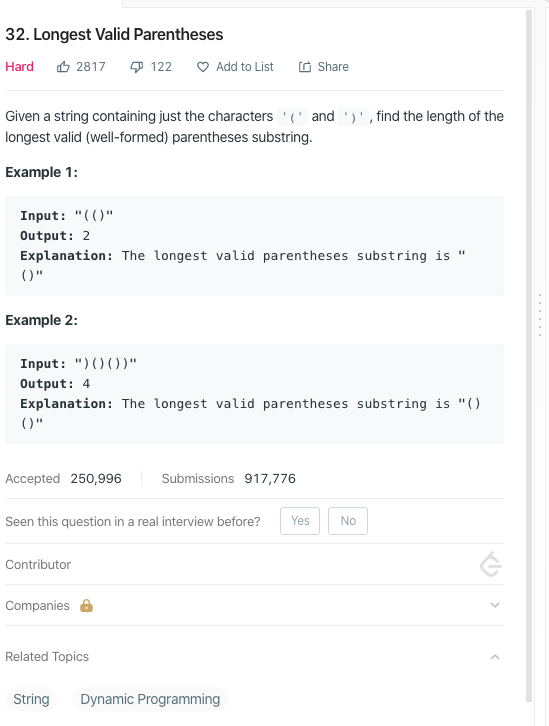 32. Longest Valid Parentheses
Hard 2817 122 Add to List Share
Given a string containing just the characters '(' and ')', find the length of the
longest valid (well-formed) parentheses substring.
Example 1:
Input: "(()"
Output: 2
Explanation: The longest valid parentheses substring is "
()"
Example 2:
Input: ")()())"
Output: 4
Explanation: The longest valid parentheses substring is "()
()"
Accepted 250,996 Submissions 917,776
Seen this question in a real interview before? Yes No
Contributor
Companies
Related Topics
String Dynamic Programming